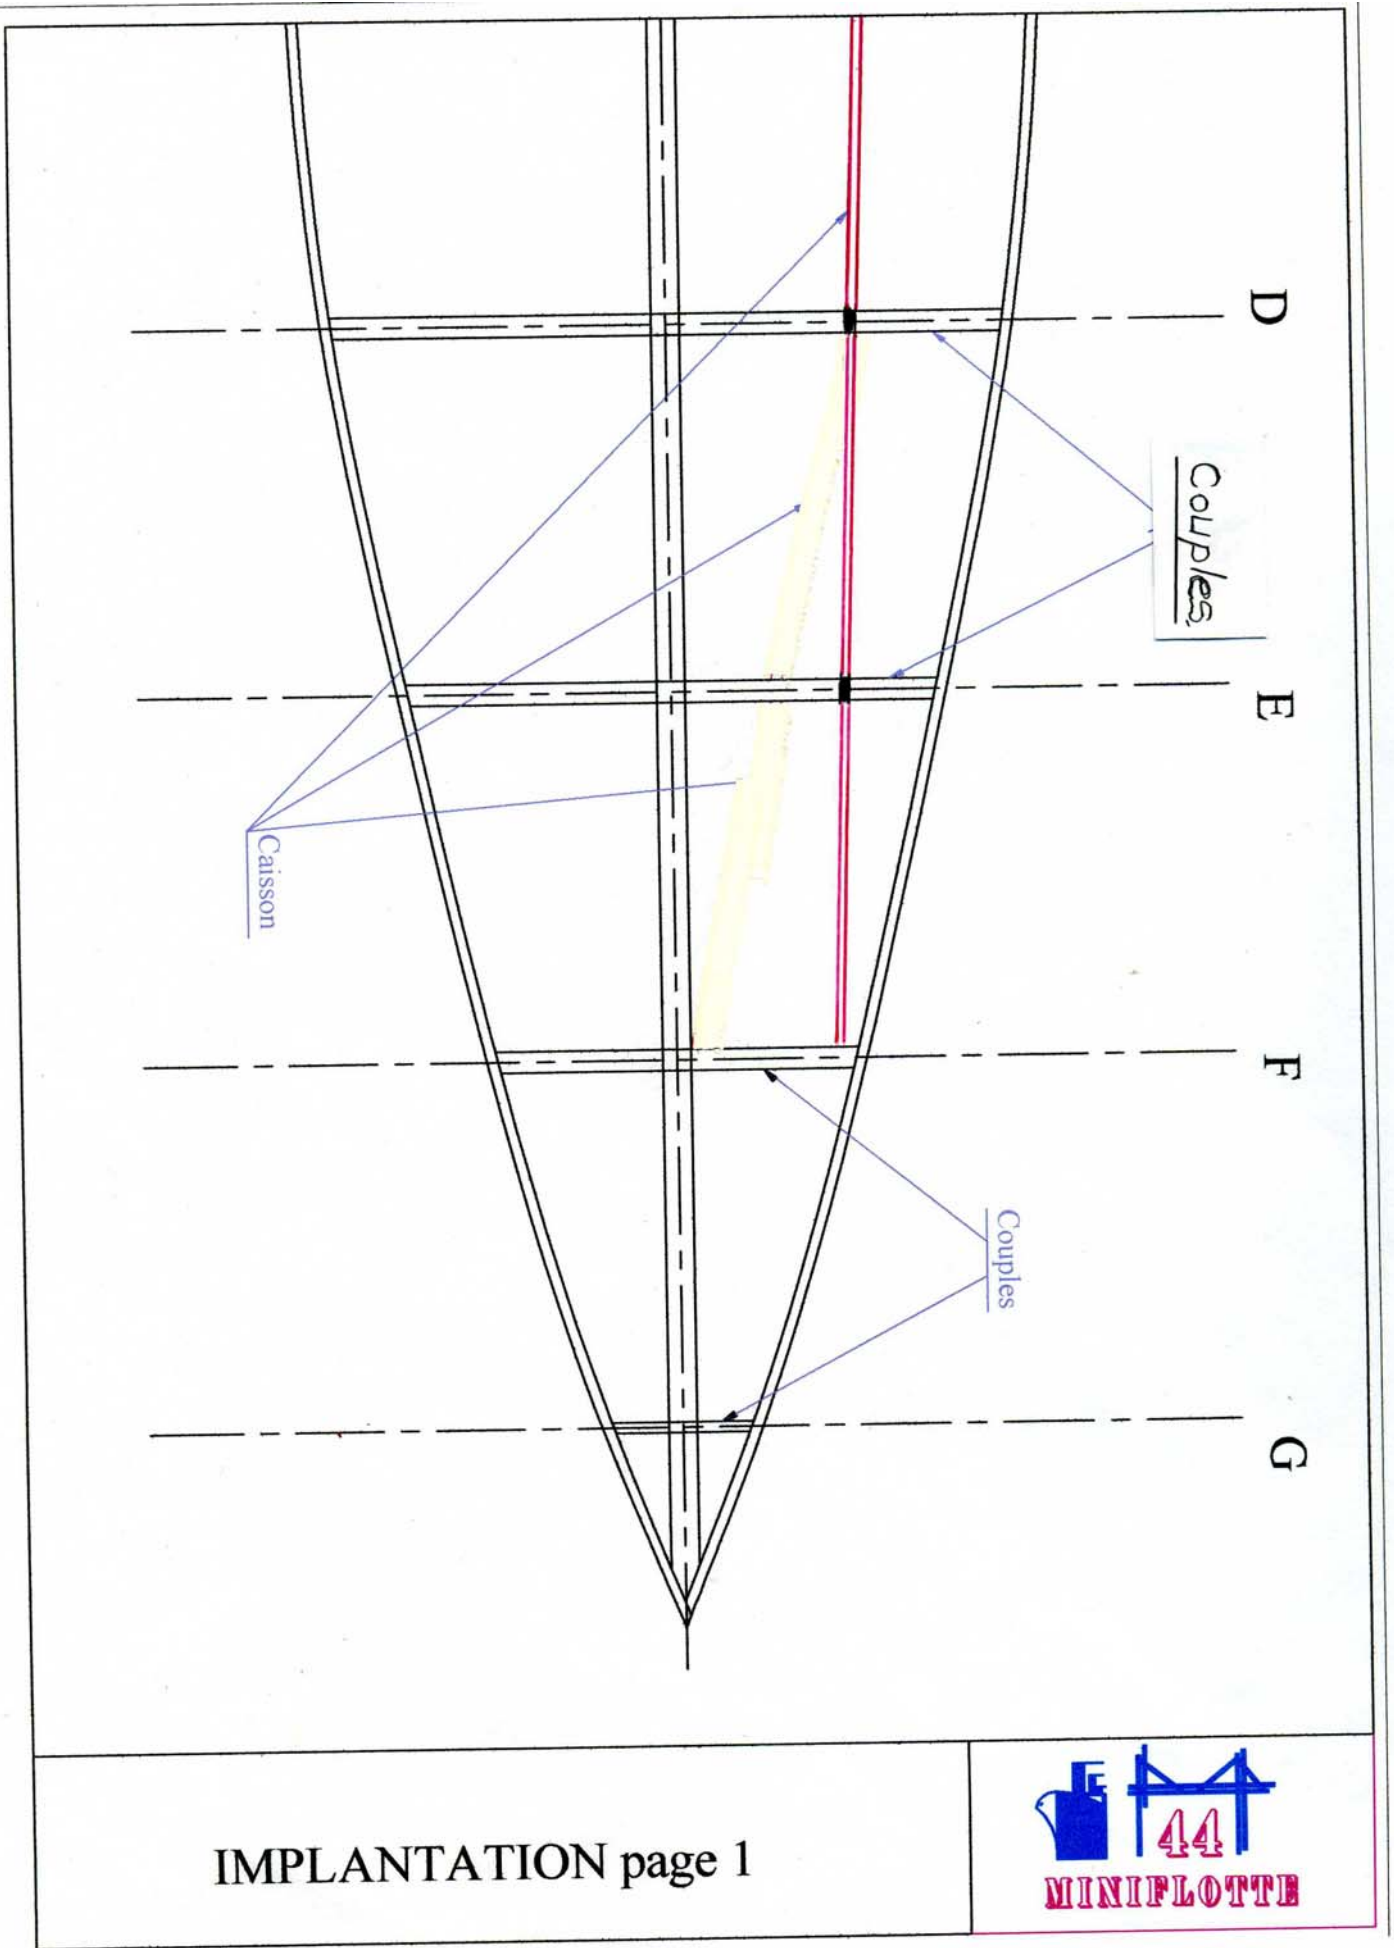 D
Couples
E
Caisson
F
Couples
G
IMPLANTATION page 1
44
MINIFLOTTE